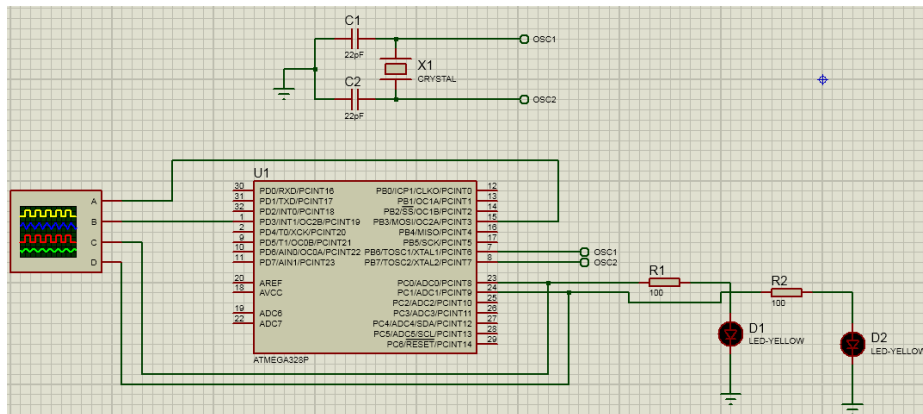 C1
22pF
OSC1
X1
CRYSTAL
C2
22pF
OSC2
U1
A
B
C
D
30 PD0/RXD/PCINT16
31 PD1/TXD/PCINT17
32 PD2/INT0/PCINT18
1 PD3/INT1/OC2B/PCINT19
2 PD4/T0/XCK/PCINT20
9 PD5/T1/OC0B/PCINT21
10 PD6/AIN0/OC0A/PCINT22
11 PD7/AIN1/PCINT23
20 AREF
18 AVCC
19 ADC6
22 ADC7
PB0/ICP1/CLKO/PCINT0 12
PB1/OC1A/PCINT1 13
PB2/SS/OC1B/PCINT2 14
PB3/MOSI/OC2A/PCINT3 15
PB4/MISO/PCINT4 16
PB5/SCK/PCINT5 17
PB6/TOSC1/XTAL1/PCINT6 7 OSC1
PB7/TOSC2/XTAL2/PCINT7 8 OSC2
PC0/ADC0/PCINT8 23
PC1/ADC1/PCINT9 24
PC2/ADC2/PCINT10 25
PC3/ADC3/PCINT11 26
PC4/ADC4/SDA/PCINT12 27
PC5/ADC5/SCL/PCINT13 28
PC6/RESET/PCINT14 29
ATMEGA328P
R1
100
R2
100
D1
LED-YELLOW
D2
LED-YELLOW